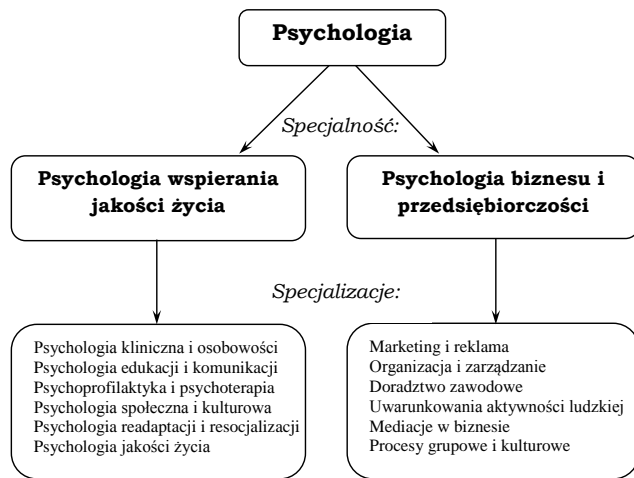 Psychologia
Specjalność:
Psychologia wspierania
jakości życia
Psychologia biznesu i
przedsiębiorczości
Specjalizacje:
Psychologia kliniczna i osobowości
Psychologia edukacji i komunikacji
Psychoprofilaktyka i psychoterapia
Psychologia społeczna i kulturowa
Psychologia readaptacji i resocjalizacji
Psychologia jakości życia
Marketing i reklama
Organizacja i zarządzanie
Doradztwo zawodowe
Uwarunkowania aktywności ludzkiej
Mediacje w biznesie
Procesy grupowe i kulturowe